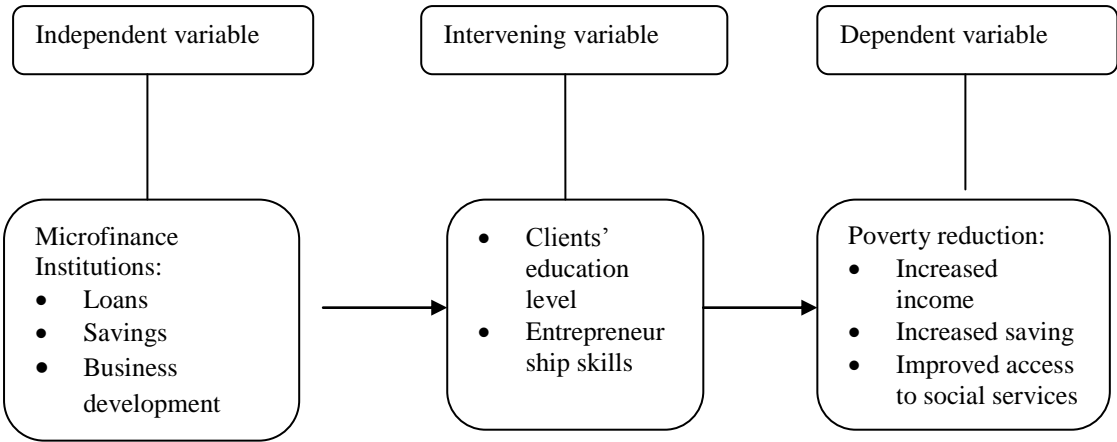 Independent variable
Intervening variable
Dependent variable
Microfinance
Institutions:
• Loans
• Savings
• Business
development
• Clients’
education
level
• Entrepreneur
ship skills
Poverty reduction:
• Increased
income
• Increased saving
• Improved access
to social services